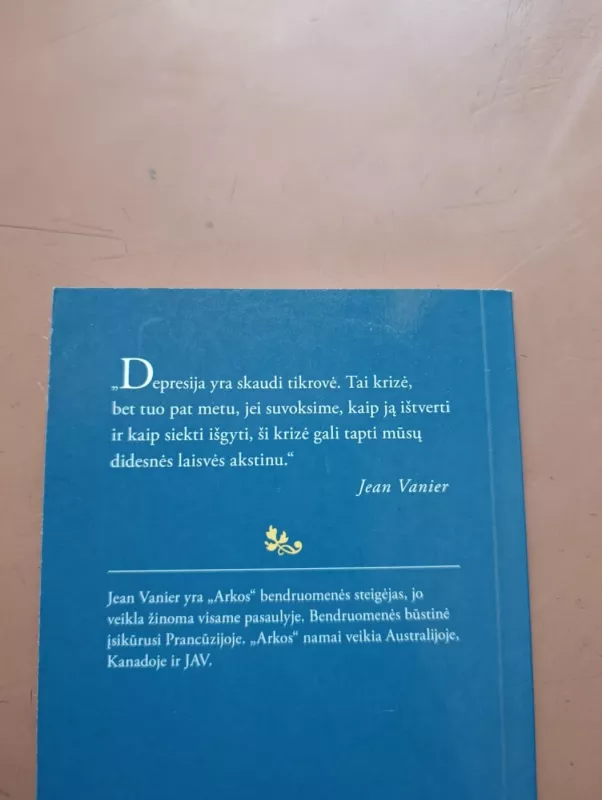 „Depresija yra skaudi tikrovė. Tai krizė,
bet tuo pat metu, jei suvoksime, kaip ją ištverti
ir kaip siekti išgyti, ši krizė gali tapti mūsų
didesnės laisvės akstinu.“
Jean Vanier
Jean Vanier yra „Arkos“ bendruomenės steigėjas, jo
veikla žinoma visame pasaulyje. Bendruomenės būstinė
įsikūrusi Prancūzijoje. „Arkos“ namai veikia Australijoje,
Kanadoje ir JAV.